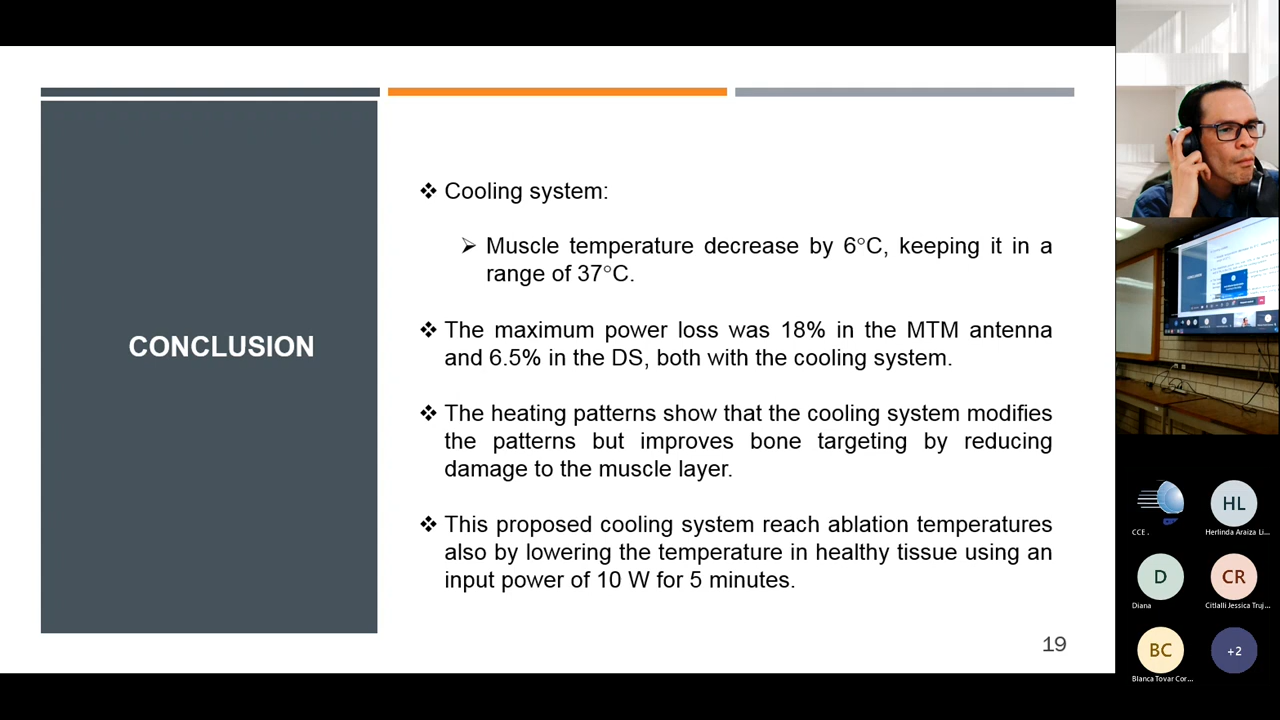 CONCLUSION
❖ Cooling system:
➢ Muscle temperature decrease by 6°C, keeping it in a
range of 37°C.
❖ The maximum power loss was 18% in the MTM antenna
and 6.5% in the DS, both with the cooling system.
❖ The heating patterns show that the cooling system modifies
the patterns but improves bone targeting by reducing
damage to the muscle layer.
❖ This proposed cooling system reach ablation temperatures
also by lowering the temperature in healthy tissue using an
input power of 10 W for 5 minutes.
19
HL
CCE .
Herlinda Araiza Li...
D
CR
Diana
Citlalli Jessica Truj...
BC
+2
Blanca Tovar Cor...